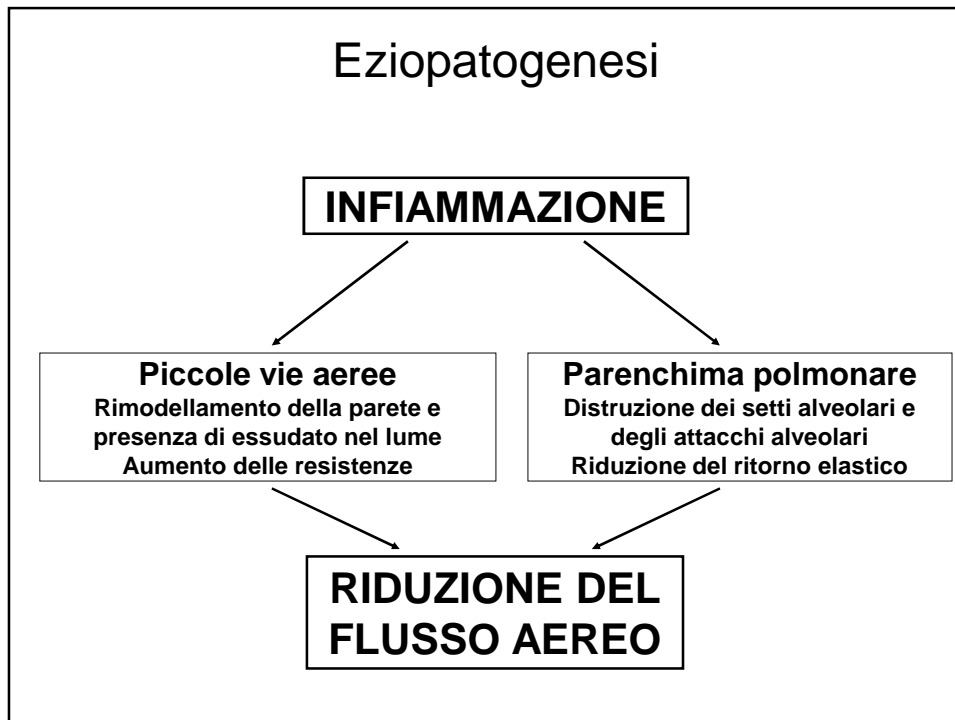 Eziopatogenesi
INFIAMMAZIONE
Piccole vie aeree
Rimodellamento della parete e
presenza di essudato nel lume
Aumento delle resistenze
Parenchima polmonare
Distruzione dei setti alveolari e
degli attacchi alveolari
Riduzione del ritorno elastico
RIDUZIONE DEL
FLUSSO AEREO